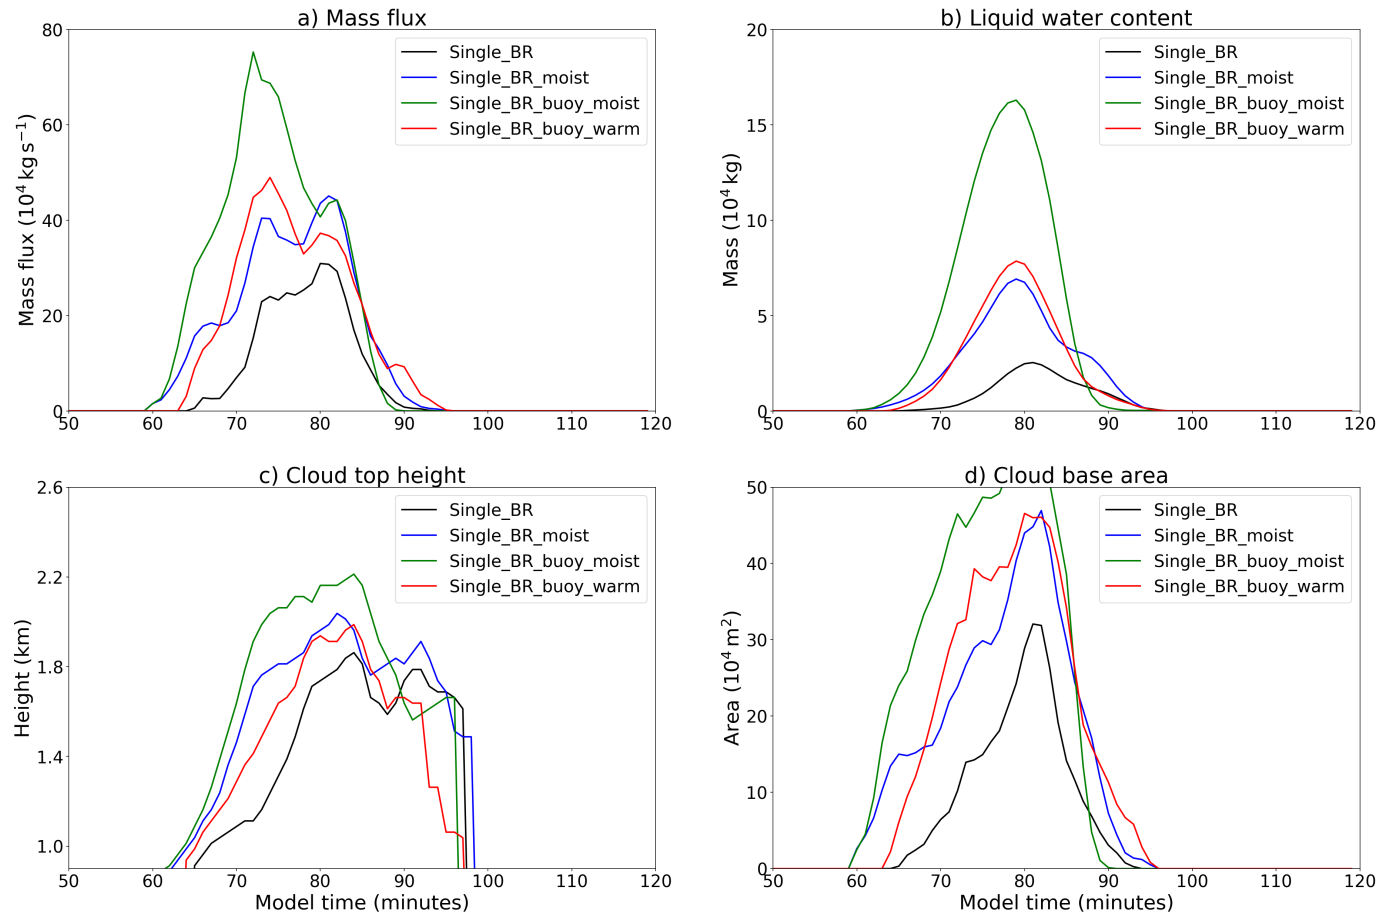 a) Mass flux
Mass flux (10⁴ kg s⁻¹)
80
60
40
20
0
50 60 70 80 90 100 110 120
Single_BR
Single_BR_moist
Single_BR_buoy_moist
Single_BR_buoy_warm
b) Liquid water content
Mass (10⁴ kg)
20
15
10
5
0
50 60 70 80 90 100 110 120
Single_BR
Single_BR_moist
Single_BR_buoy_moist
Single_BR_buoy_warm
c) Cloud top height
Height (km)
2.6
2.2
1.8
1.4
1.0
50 60 70 80 90 100 110 120
Model time (minutes)
Single_BR
Single_BR_moist
Single_BR_buoy_moist
Single_BR_buoy_warm
d) Cloud base area
Area (10⁴ m²)
50
40
30
20
10
0
50 60 70 80 90 100 110 120
Model time (minutes)
Single_BR
Single_BR_moist
Single_BR_buoy_moist
Single_BR_buoy_warm